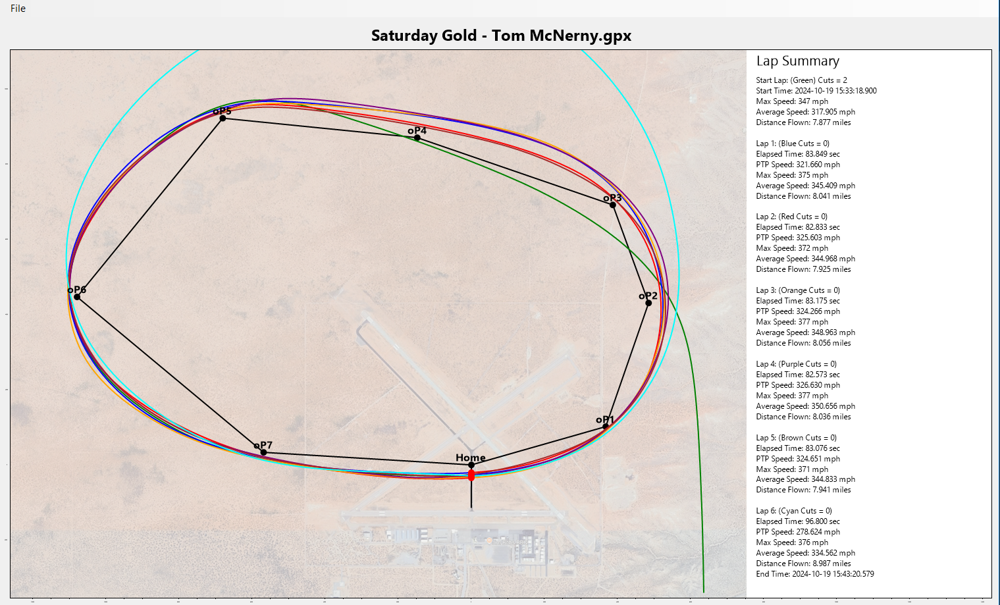 File
Saturday Gold - Tom McNerny.gpx
oP5
oP4
oP3
oP6
oP2
oP1
oP7
Home
Lap Summary
Start Lap: (Green) Cuts = 2
Start Time: 2024-10-19 15:33:18.900
Max Speed: 347 mph
Average Speed: 317.905 mph
Distance Flown: 7.877 miles
Lap 1: (Blue Cuts = 0)
Elapsed Time: 83.849 sec
PTP Speed: 321.660 mph
Max Speed: 375 mph
Average Speed: 345.409 mph
Distance Flown: 8.041 miles
Lap 2: (Red Cuts = 0)
Elapsed Time: 82.833 sec
PTP Speed: 325.603 mph
Max Speed: 372 mph
Average Speed: 344.968 mph
Distance Flown: 7.925 miles
Lap 3: (Orange Cuts = 0)
Elapsed Time: 83.175 sec
PTP Speed: 324.266 mph
Max Speed: 377 mph
Average Speed: 348.963 mph
Distance Flown: 8.056 miles
Lap 4: (Purple Cuts = 0)
Elapsed Time: 82.573 sec
PTP Speed: 326.630 mph
Max Speed: 377 mph
Average Speed: 350.656 mph
Distance Flown: 8.036 miles
Lap 5: (Brown Cuts = 0)
Elapsed Time: 83.076 sec
PTP Speed: 324.651 mph
Max Speed: 371 mph
Average Speed: 344.833 mph
Distance Flown: 7.941 miles
Lap 6: (Cyan Cuts = 0)
Elapsed Time: 96.800 sec
PTP Speed: 278.624 mph
Max Speed: 376 mph
Average Speed: 334.562 mph
Distance Flown: 8.987 miles
End Time: 2024-10-19 15:43:20.579